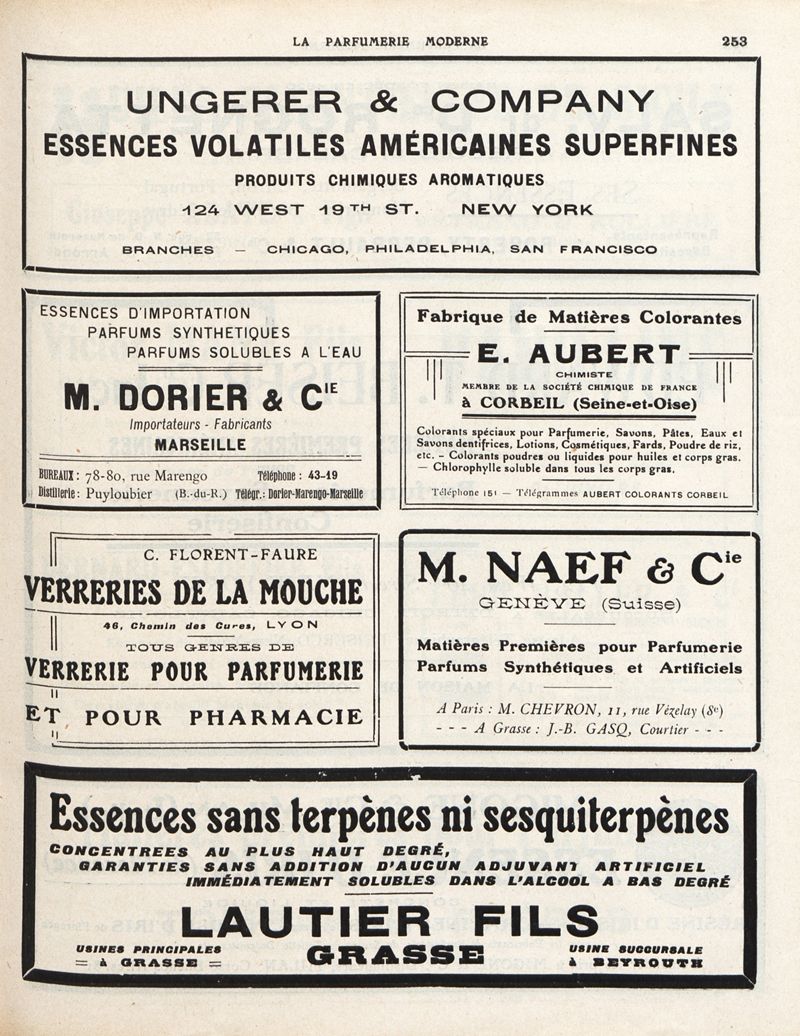 LA PARFUMERIE MODERNE
253
UNGERER & COMPANY
ESSENCES VOLATILES AMÉRICAINES SUPERFINES
PRODUITS CHIMIQUES AROMATIQUES
124 WEST 19TH ST. NEW YORK
BRANCHES — CHICAGO, PHILADELPHIA, SAN FRANCISCO
ESSENCES D'IMPORTATION
PARFUMS SYNTHETIQUES
PARFUMS SOLUBLES A L'EAU
M. DORIER & CIE
Importateurs - Fabricants
MARSEILLE
BUREAUX : 78-80, rue Marengo Téléphone : 43-19
Distillerie : Puyloubier (B.-du-R.) Télégr.: Dorier-Marengo-Marseille
Fabrique de Matières Colorantes
E. AUBERT
CHIMISTE
MEMBRE DE LA SOCIÉTÉ CHIMIQUE DE FRANCE
à CORBEIL (Seine-et-Oise)
Colorants spéciaux pour Parfumerie, Savons, Pâtes, Eaux et
Savons dentifrices, Lotions, Cosmétiques, Fards, Poudre de riz,
etc. - Colorants poudres ou liquides pour huiles et corps gras.
— Chlorophylle soluble dans tous les corps gras.
Téléphone 151 — Télégrammes AUBERT COLORANTS CORBEIL
C. FLORENT-FAURE
VERRERIES DE LA MOUCHE
46, Chemin des Cures, LYON
TOUS GENRES DE
VERRERIE POUR PARFUMERIE
ET POUR PHARMACIE
M. NAEF & Cie
GENÈVE (Suisse)
Matières Premières pour Parfumerie
Parfums Synthétiques et Artificiels
A Paris : M. CHEVRON, 11, rue Vézelay (8e)
- - - A Grasse : J.-B. GASQ, Courtier - - -
Essences sans terpènes ni sesquiterpènes
CONCENTREES AU PLUS HAUT DEGRÉ,
GARANTIES SANS ADDITION D'AUCUN ADJUVANT ARTIFICIEL
IMMÉDIATEMENT SOLUBLES DANS L'ALCOOL A BAS DEGRÉ
LAUTIER FILS
USINES PRINCIPALES
= à GRASSE =
GRASSE
USINE SUCCURSALE
à BEYROUTH